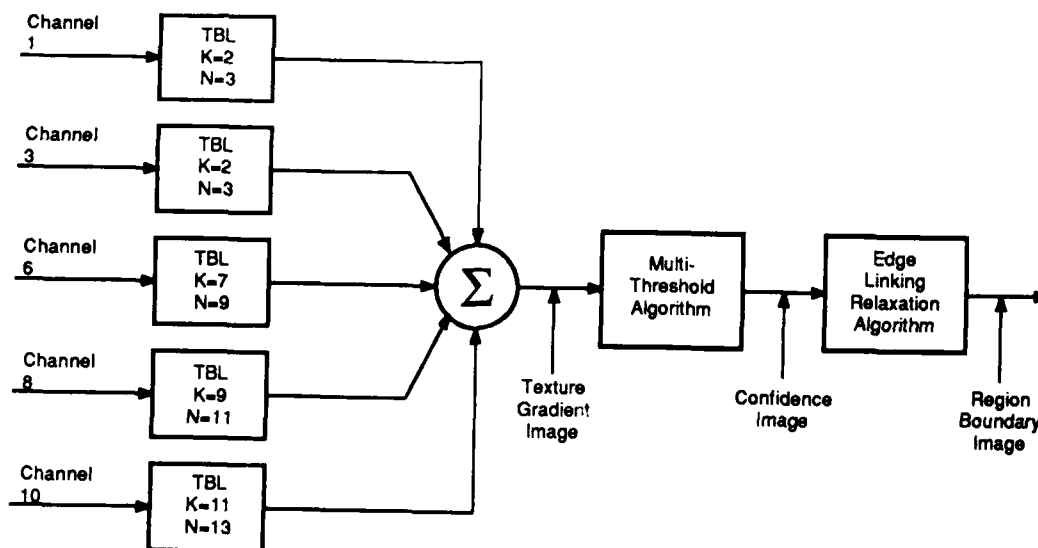 Channel
1
TBL
K=2
N=3
Channel
3
TBL
K=2
N=3
Channel
6
TBL
K=7
N=9
Channel
8
TBL
K=9
N=11
Channel
10
TBL
K=11
N=13
Σ
Texture
Gradient
Image
Multi-
Threshold
Algorithm
Confidence
Image
Edge
Linking
Relaxation
Algorithm
Region
Boundary
Image